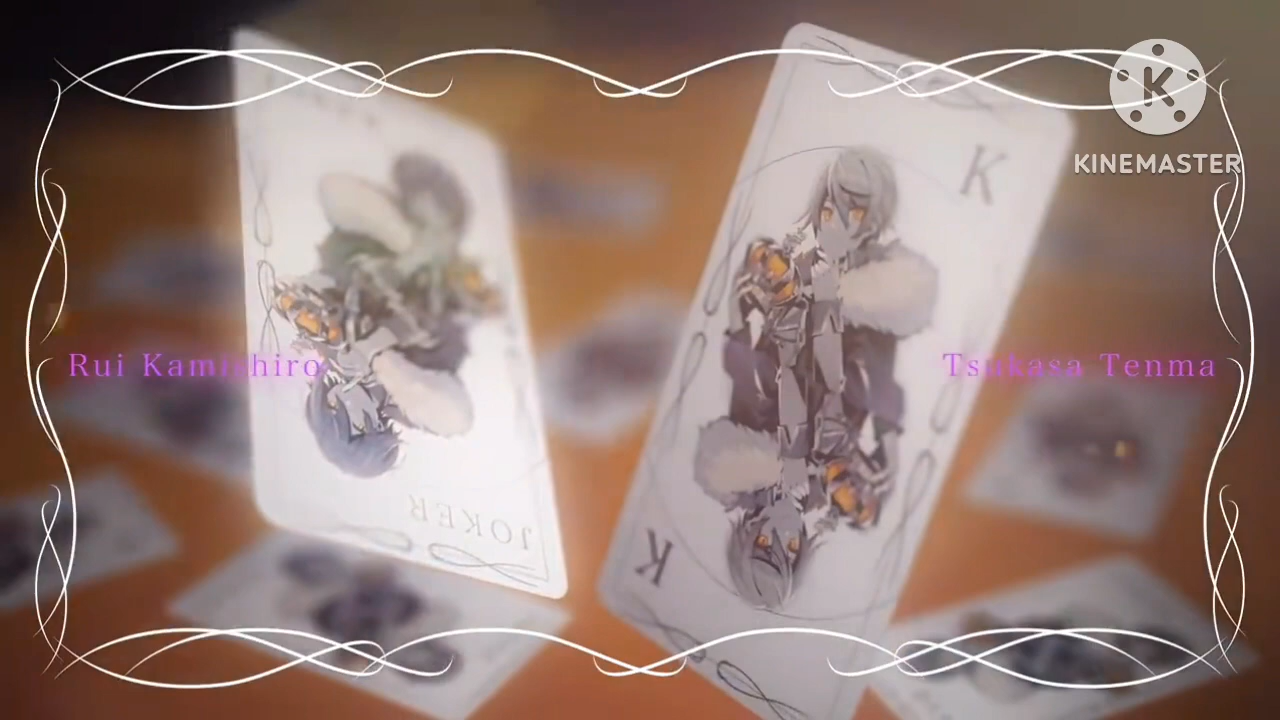 K
KINEMASTER
K
Rui Kamishiro
Tsukasa Tenma
JOKER
K